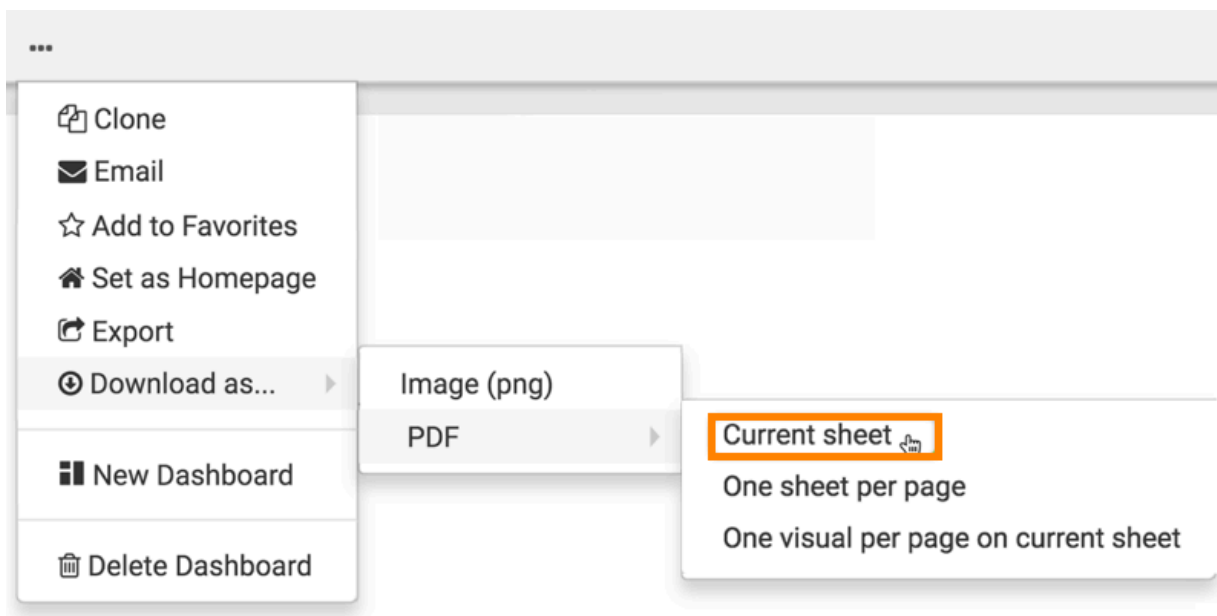 Clone
Email
Add to Favorites
Set as Homepage
Export
Download as...
Image (png)
PDF
Current sheet
One sheet per page
One visual per page on current sheet
New Dashboard
Delete Dashboard